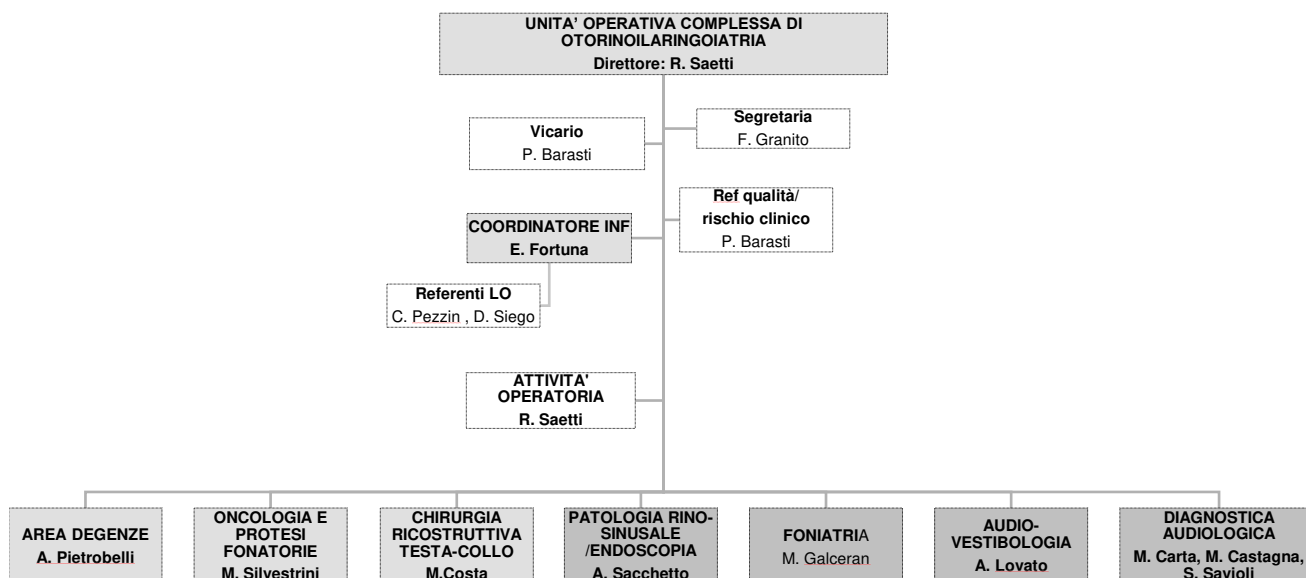 UNITA' OPERATIVA COMPLESSA DI
OTORINOILARINGOIATRIA
Direttore: R. Saetti
Vicario
P. Barasti
Segretaria
F. Granito
Ref qualità/
rischio clinico
P. Barasti
COORDINATORE INF
E. Fortuna
Referenti LO
C. Pezzin , D. Siego
ATTIVITA'
OPERATORIA
R. Saetti
AREA DEGENZE
A. Pietrobelli
ONCOLOGIA E
PROTESI
FONATORIE
M. Silvestrini
CHIRURGIA
RICOSTRUTTIVA
TESTA-COLLO
M.Costa
PATOLOGIA RINO-
SINUSALE
/ENDOSCOPIA
A. Sacchetto
FONIATRIA
M. Galceran
AUDIO-
VESTIBOLOGIA
A. Lovato
DIAGNOSTICA
AUDIOLOGICA
M. Carta, M. Castagna,
S. Savioli